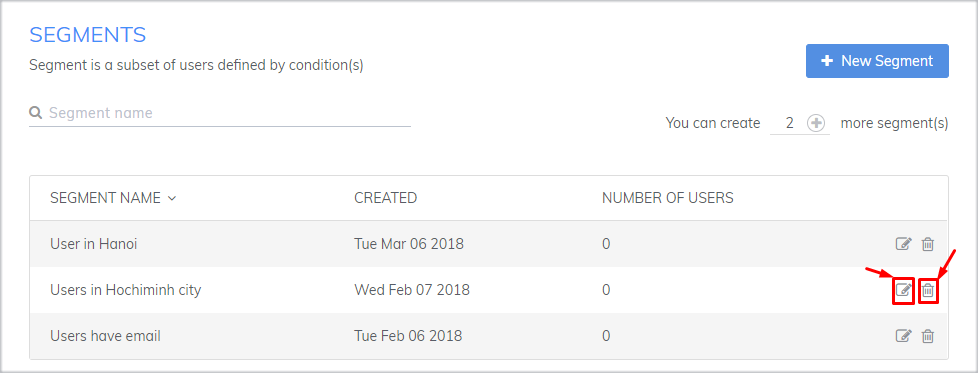 SEGMENTS
Segment is a subset of users defined by condition(s)
New Segment
Segment name
You can create 2 more segment(s)
SEGMENT NAME CREATED NUMBER OF USERS
User in Hanoi Tue Mar 06 2018 0
Users in Hochiminh city Wed Feb 07 2018 0
Users have email Tue Feb 06 2018 0